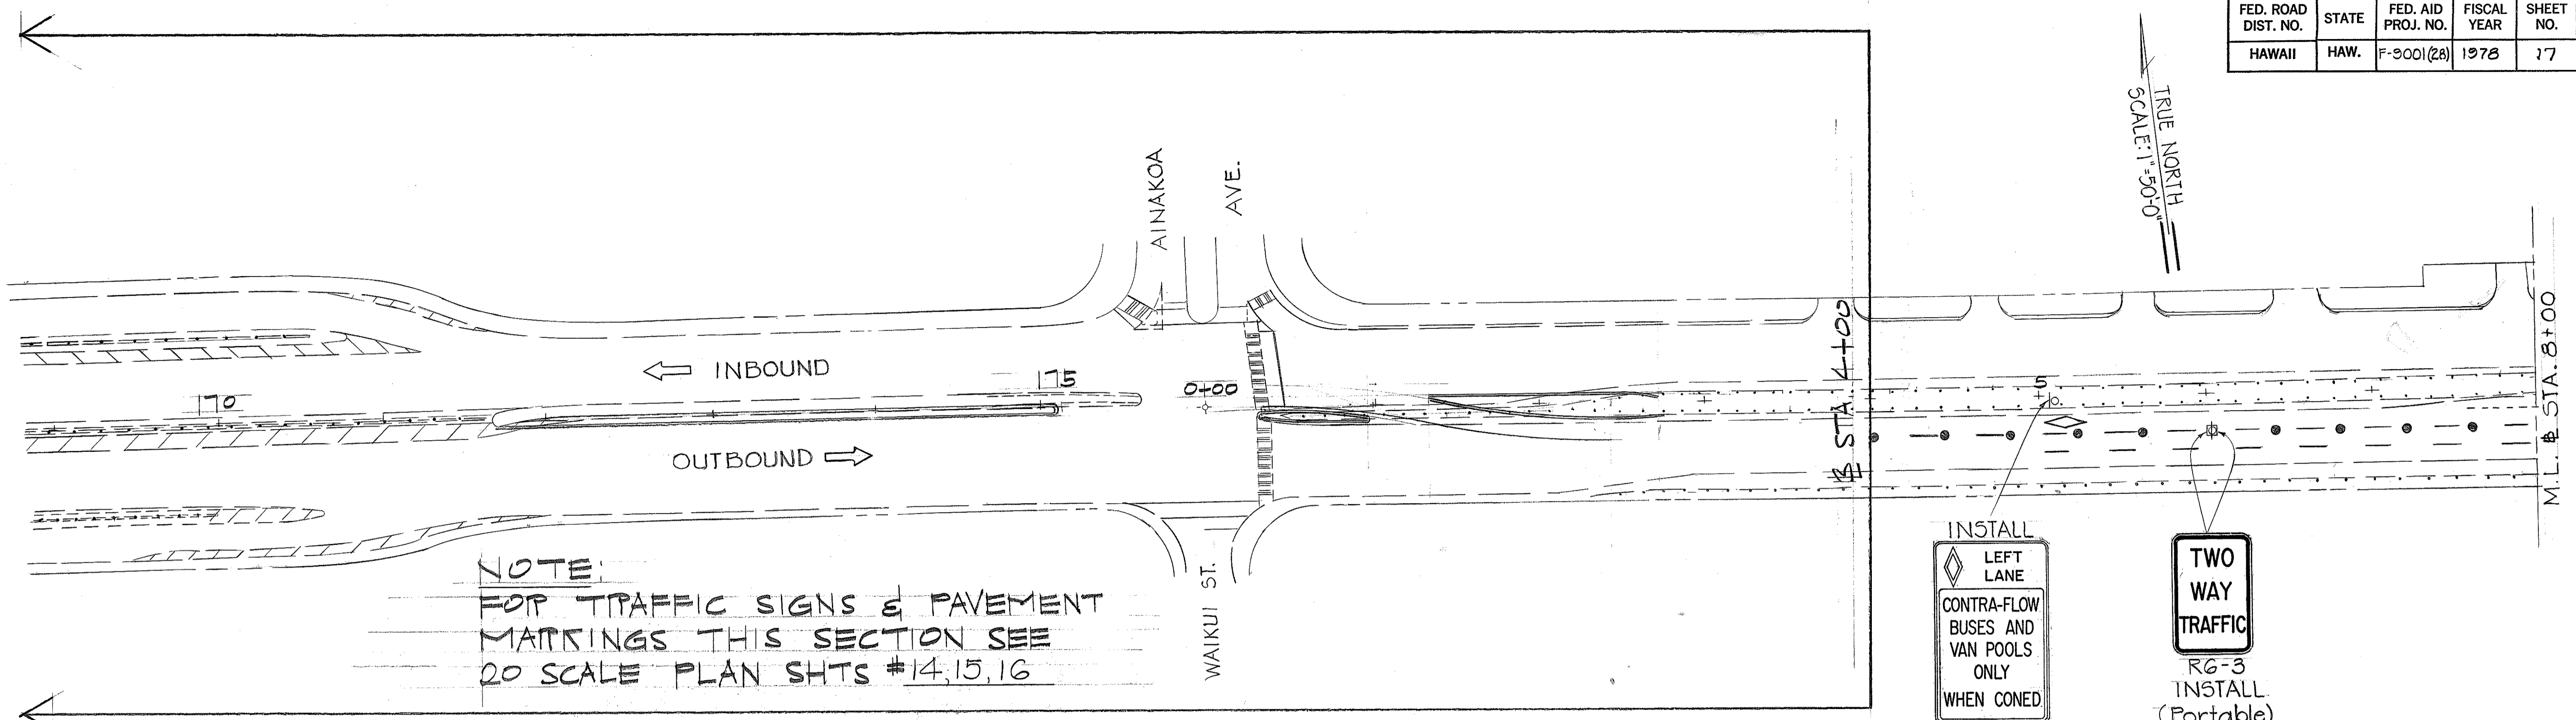 FED. ROAD DIST. NO. STATE FED. AID PROJ. NO. FISCAL YEAR SHEET NO.
HAWAII HAW. F-9001(28) 1978 17
TRUE NORTH
SCALE: 1"=50'-0"
AINAKOA
AVE.
INBOUND
170
175
0+00
5
OUTBOUND
STA. 4+00
M.L. STA. 8+00
WAIKUI ST.
NOTE:
FOR TRAFFIC SIGNS & PAVEMENT
MARKINGS THIS SECTION SEE
20 SCALE PLAN SHTS #14,15,16
INSTALL
LEFT
LANE
CONTRA-FLOW
BUSES AND
VAN POOLS
ONLY
WHEN CONED
TWO
WAY
TRAFFIC
R6-3
INSTALL
(Portable)